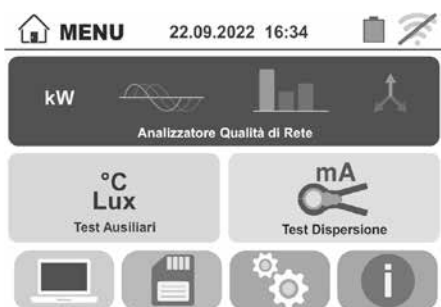 MENU 22.09.2022 16:34
kW
Analizzatore Qualità di Rete
°C
Lux
Test Ausiliari
mA
Test Dispersione
i